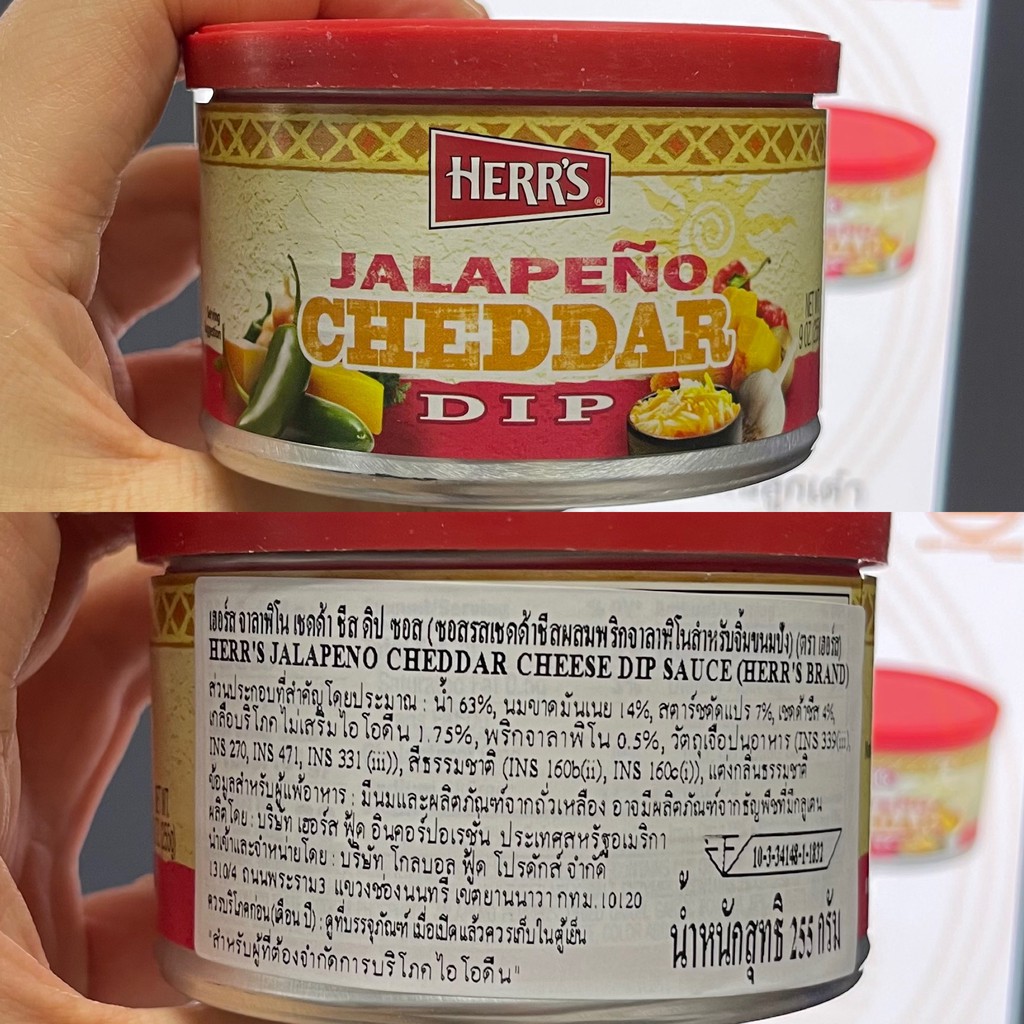 HERR'S®
JALAPEÑO
CHEDDAR
DIP
Serving
suggestion
NET WT.
9 OZ.
เฮอร์ส จาลาพิโน เชดด้า ชีส ดิป ซอส (ซอสรสเชดด้าชีสผสมพริกจาลาพิโนสำหรับจิ้มขนมปัง) (ตรา เฮอร์ส)
HERR'S JALAPENO CHEDDAR CHEESE DIP SAUCE (HERR'S BRAND)
ส่วนประกอบที่สำคัญโดยประมาณ : น้ำ 63%, นมขาดมันเนย 14%, สตาร์ชดัดแปร 7%, เชดด้าชีส 4%,
เกลือบริโภคไม่เสริมไอโอดีน 1.75%, พริกจาลาพิโน 0.5%, วัตถุเจือปนอาหาร (INS 339(iii),
INS 270, INS 471, INS 331 (iii)), สีธรรมชาติ (INS 160b(ii), INS 160c(i)), แต่งกลิ่นธรรมชาติ
ข้อมูลสำหรับผู้แพ้อาหาร : มีนมและผลิตภัณฑ์จากถั่วเหลือง อาจมีผลิตภัณฑ์จากธัญพืชที่มีกลูเตน
ผลิตโดย : บริษัท เฮอร์ส ฟู้ด อินคอร์ปอเรชั่น ประเทศสหรัฐอเมริกา
นำเข้าและจำหน่ายโดย : บริษัท โกลบอล ฟู้ด โปรดักส์ จำกัด
10-3-34148-1-1832
1310/4 ถนนพระราม3 แขวงช่องนนทรี เขตยานนาวา กทม.10120
ควรบริโภคก่อน(เดือน ปี) : ดูที่บรรจุภัณฑ์ เมื่อเปิดแล้วควรเก็บในตู้เย็น
น้ำหนักสุทธิ 255 กรัม
"สำหรับผู้ที่ต้องจำกัดการบริโภคไอโอดีน"